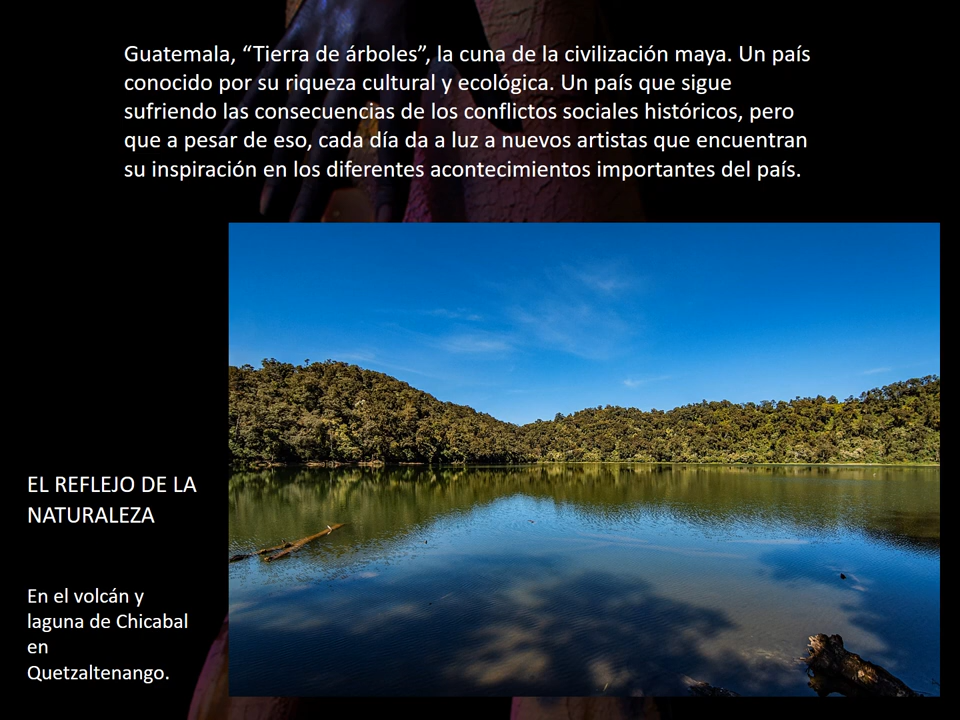 Guatemala, “Tierra de árboles”, la cuna de la civilización maya. Un país
conocido por su riqueza cultural y ecológica. Un país que sigue
sufriendo las consecuencias de los conflictos sociales históricos, pero
que a pesar de eso, cada día da a luz a nuevos artistas que encuentran
su inspiración en los diferentes acontecimientos importantes del país.
EL REFLEJO DE LA
NATURALEZA
En el volcán y
laguna de Chicabal
en
Quetzaltenango.